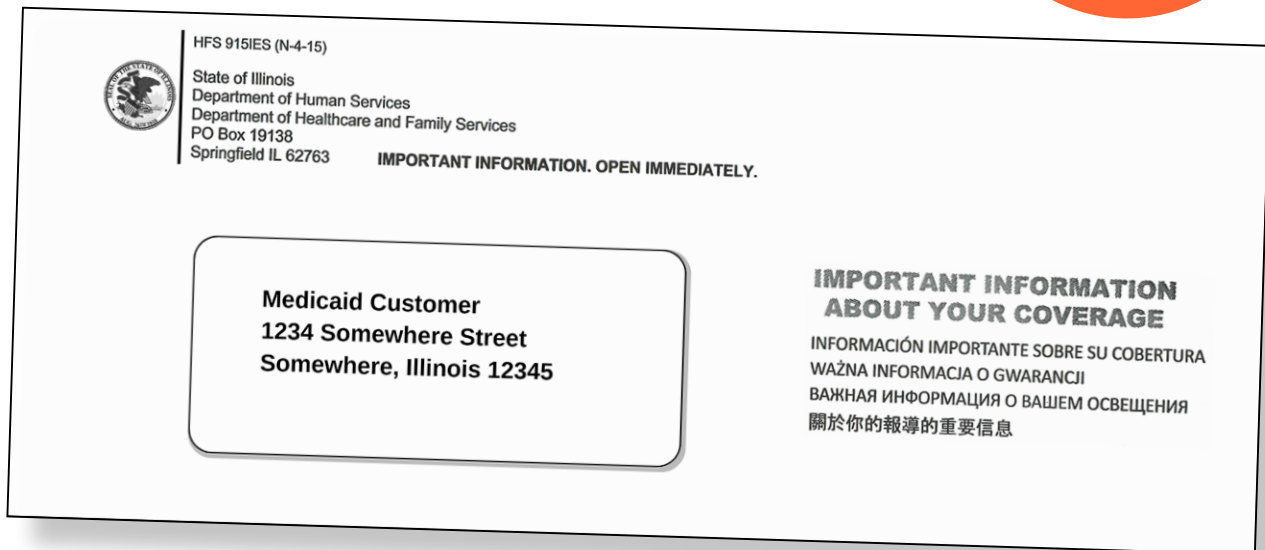 HFS 915IES (N-4-15)
State of Illinois
Department of Human Services
Department of Healthcare and Family Services
PO Box 19138
Springfield IL 62763 IMPORTANT INFORMATION. OPEN IMMEDIATELY.
Medicaid Customer
1234 Somewhere Street
Somewhere, Illinois 12345
IMPORTANT INFORMATION
ABOUT YOUR COVERAGE
INFORMACIÓN IMPORTANTE SOBRE SU COBERTURA
WAŻNA INFORMACJA O GWARANCJI
ВАЖНАЯ ИНФОРМАЦИЯ О ВАШЕМ ОСВЕЩЕНИЯ
關於你的報導的重要信息